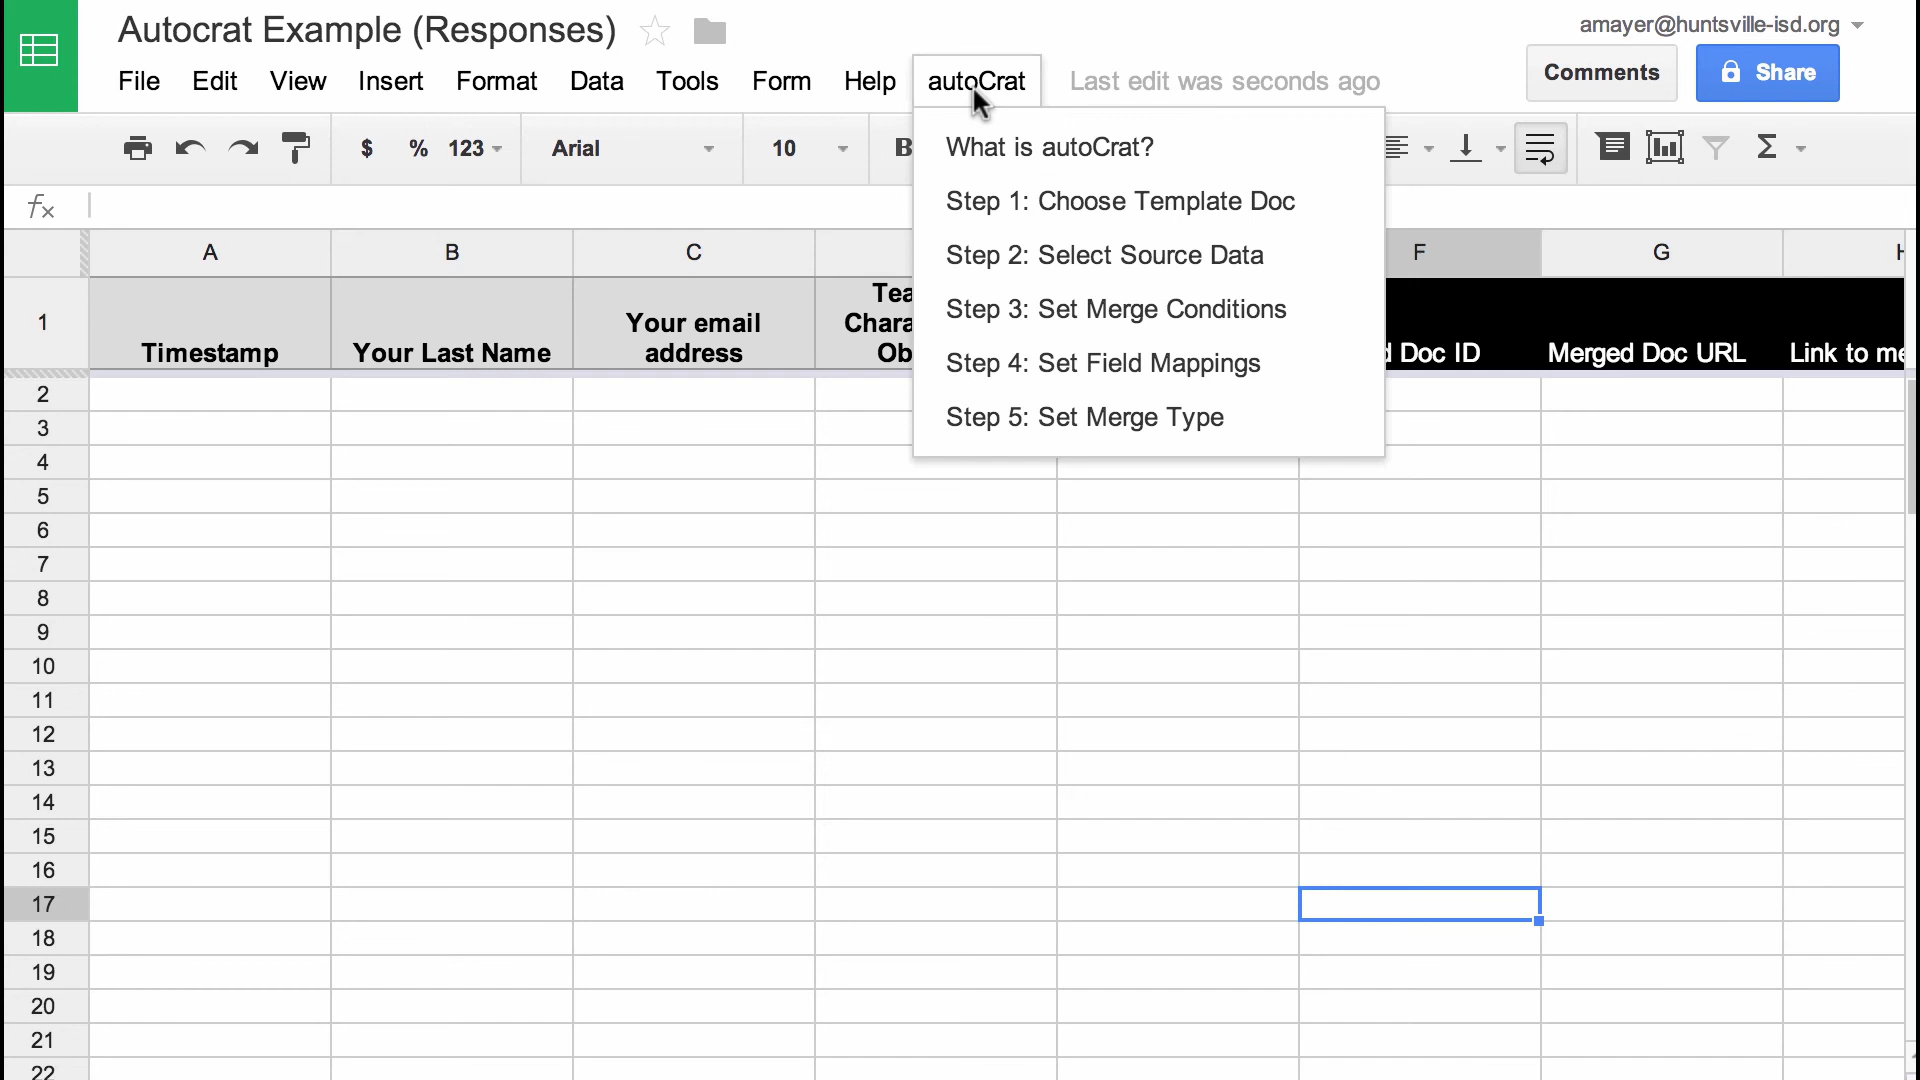 Autocrat Example (Responses)
amayer@huntsville-isd.org
File Edit View Insert Format Data Tools Form Help autoCrat Last edit was seconds ago
Comments
Share
$ % 123 Arial 10 B Σ
What is autoCrat?
Step 1: Choose Template Doc
Step 2: Select Source Data
Step 3: Set Merge Conditions
Step 4: Set Field Mappings
Step 5: Set Merge Type
fx
A B C F G
1
Timestamp
Your Last Name
Your email
address
Doc ID
Merged Doc URL
Link to
2
3
4
5
6
7
8
9
10
11
12
13
14
15
16
17
18
19
20
21
22